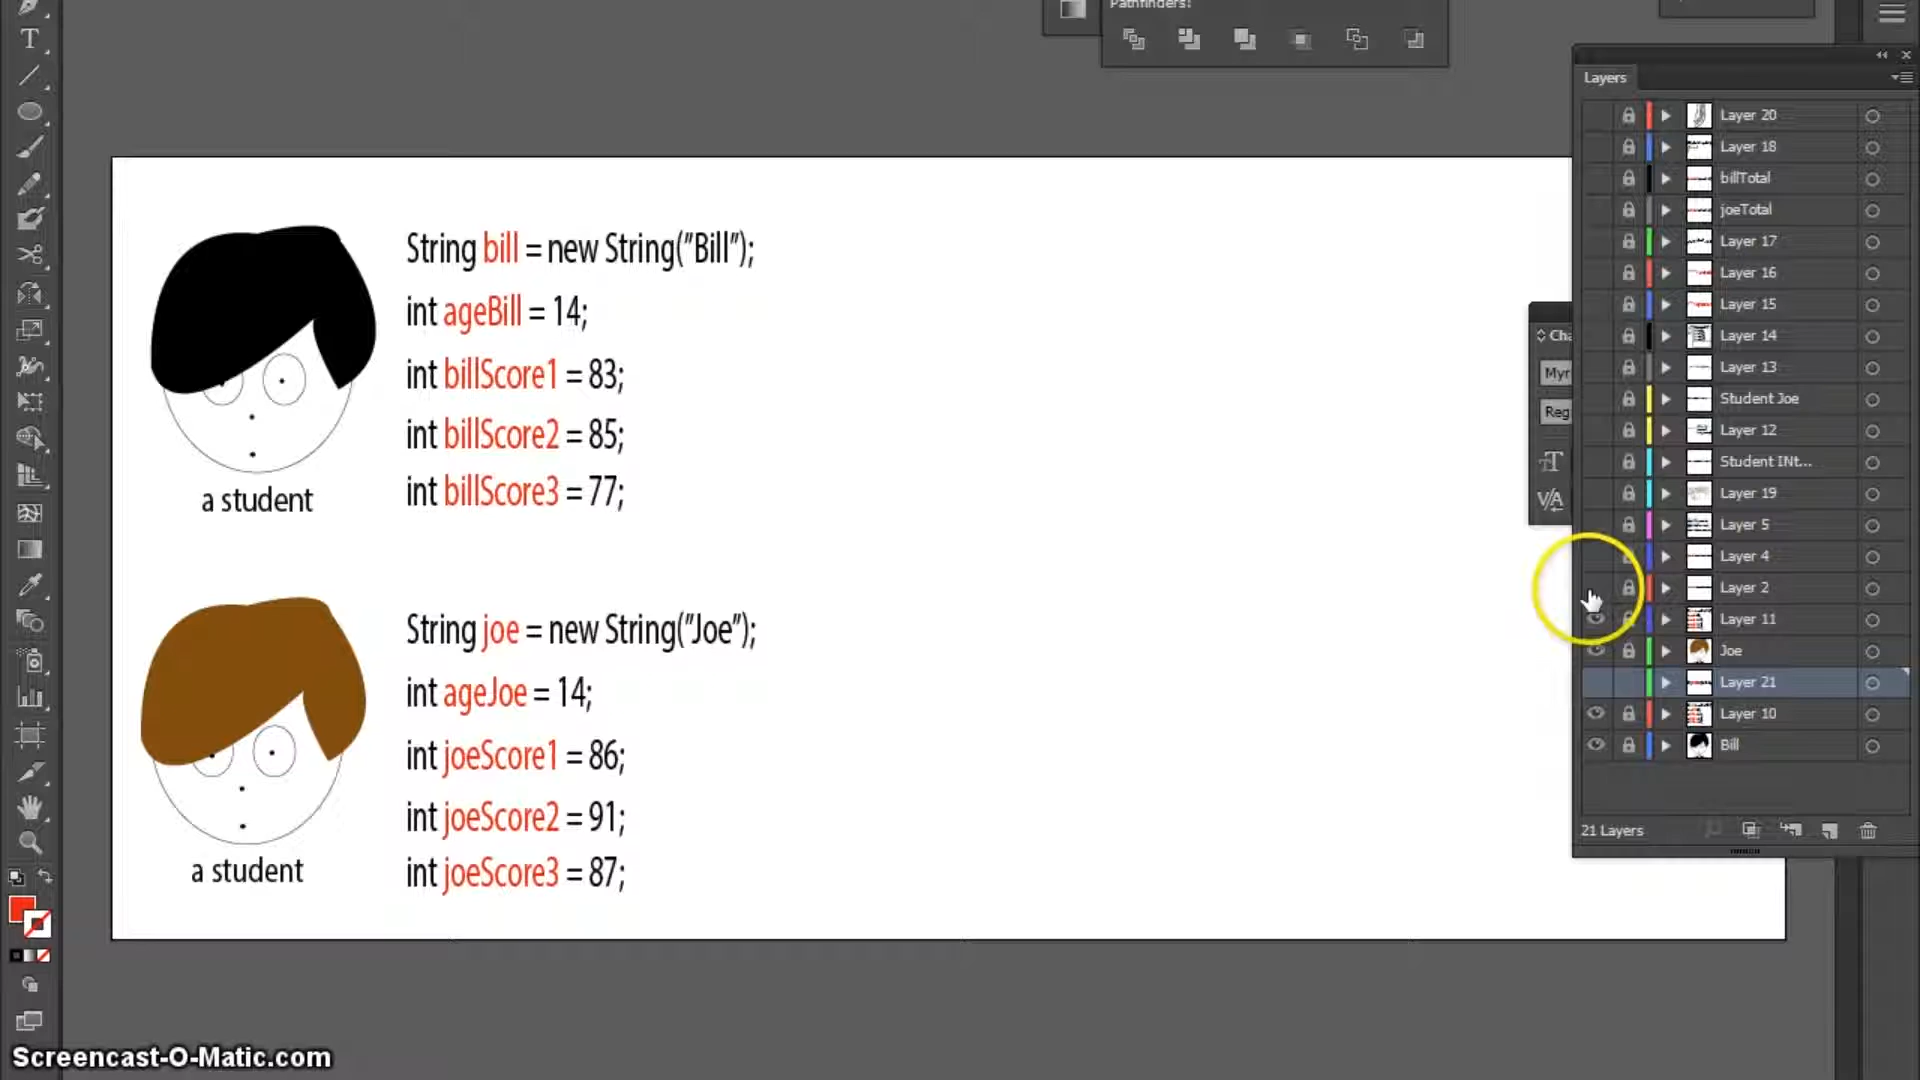 Pathfinders:
T
Layers
Layer 20
Layer 18
billTotal
joeTotal
Layer 17
Layer 16
Layer 15
Layer 14
Layer 13
Student Joe
Layer 12
Student INt...
Layer 19
Layer 5
Layer 4
Layer 2
Layer 11
Joe
Layer 21
Layer 10
Bill
21 Layers
Cha
Myr
Reg
String bill = new String("Bill");
int ageBill = 14;
int billScore1 = 83;
int billScore2 = 85;
int billScore3 = 77;
a student
String joe = new String("Joe");
int ageJoe = 14;
int joeScore1 = 86;
int joeScore2 = 91;
int joeScore3 = 87;
a student
Screencast-O-Matic.com